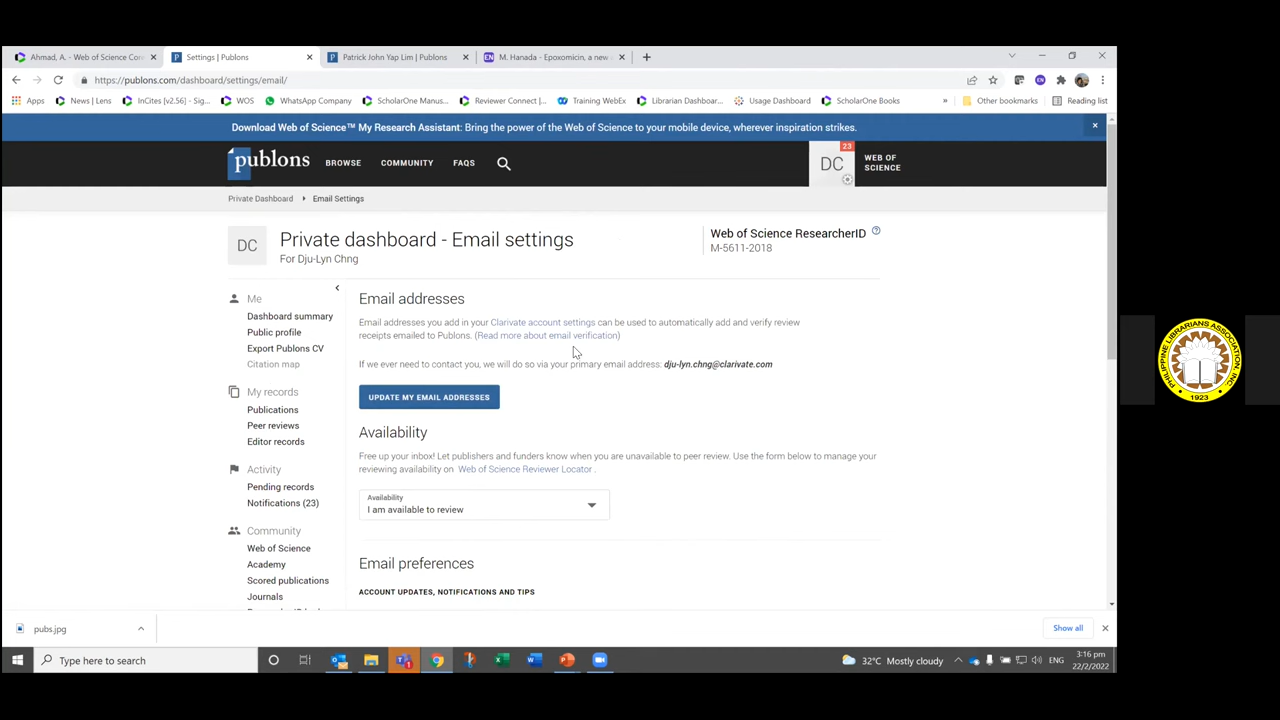 Ahmad, A. - Web of Science Cor
Settings | Publons
Patrick John Yap Lim | Publons
M. Hanada - Epoxomicin, a new
https://publons.com/dashboard/settings/email/
Apps
News | Lens
InCites [v2.56] - Sig...
WOS
WhatsApp Company
ScholarOne Manus...
Reviewer Connect |...
Training WebEx
Librarian Dashboar...
Usage Dashboard
ScholarOne Books
»
Other bookmarks
Reading list
Download Web of Science™ My Research Assistant: Bring the power of the Web of Science to your mobile device, wherever inspiration strikes.
publons
BROWSE
COMMUNITY
FAQS
DC
23
WEB OF
SCIENCE
Private Dashboard
Email Settings
DC
Private dashboard - Email settings
For Dju-Lyn Chng
Web of Science ResearcherID
M-5611-2018
Me
Dashboard summary
Public profile
Export Publons CV
Citation map
My records
Publications
Peer reviews
Editor records
Activity
Pending records
Notifications (23)
Community
Web of Science
Academy
Scored publications
Journals
Email addresses
Email addresses you add in your Clarivate account settings can be used to automatically add and verify review
receipts emailed to Publons. (Read more about email verification)
If we ever need to contact you, we will do so via your primary email address: dju-lyn.chng@clarivate.com
UPDATE MY EMAIL ADDRESSES
Availability
Free up your inbox! Let publishers and funders know when you are unavailable to peer review. Use the form below to manage your
reviewing availability on Web of Science Reviewer Locator .
Availability
I am available to review
Email preferences
ACCOUNT UPDATES, NOTIFICATIONS AND TIPS
pubs.jpg
Show all
Type here to search
32°C Mostly cloudy
ENG
3:16 pm
22/2/2022
PHILIPPINE LIBRARIANS ASSOCIATION, INC.
1923